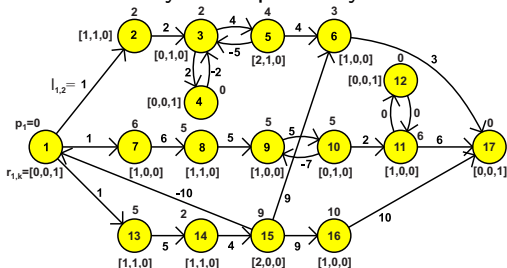 2 2 4 3
[1,1,0] 2 2 3 4 5 4 6
-5
[0,1,0] [2,1,0] [1,0,0]
2 -2 0 3
l1,2= 1 [0,0,1] 12
[0,0,1] 4 0
p1=0 0 0 0
6 5 5 5 5 6
1 1 7 6 8 5 9 10 2 11 6 17
-7
r1,k=[0,0,1] [1,0,0] [1,1,0] [1,0,0] [0,1,0] [1,0,0] [0,0,1]
1 -10 9
5 2 9 10 10
13 5 14 4 15 9 16
[1,1,0] [1,1,0] [2,0,0] [1,0,0]